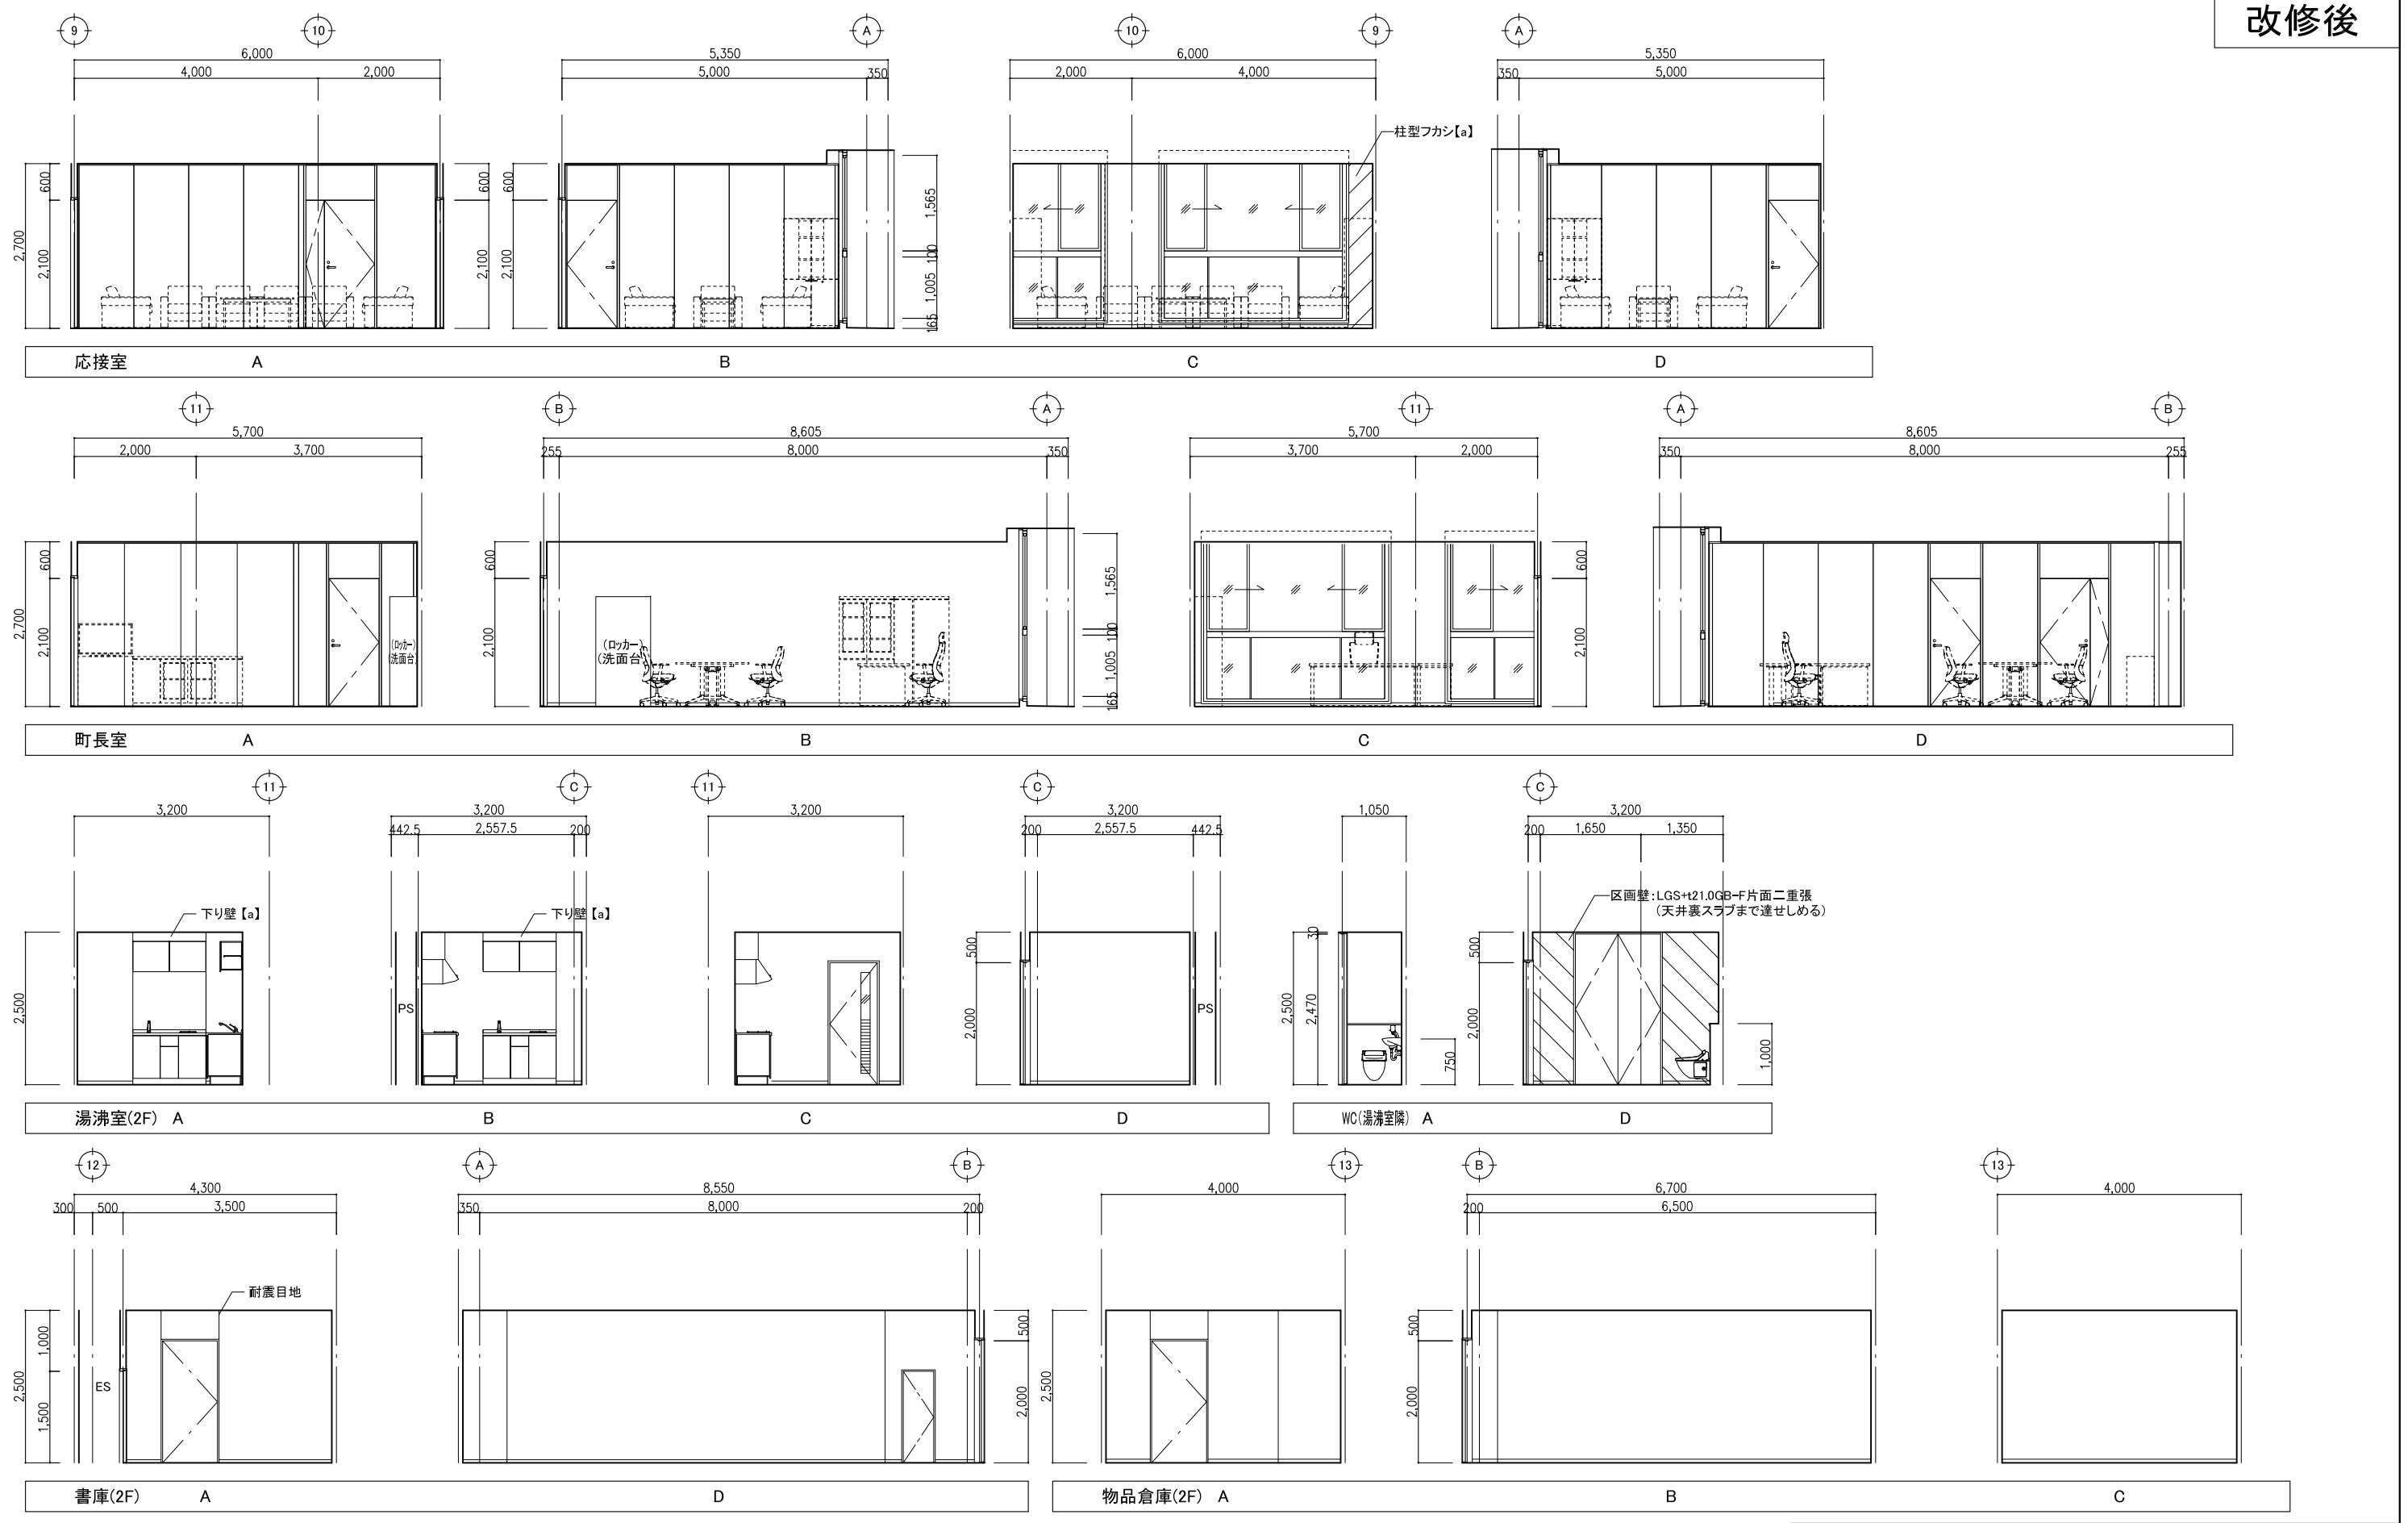 改修後
9 10 A 10 9 A
6,000 5,350 6,000 5,350
4,000 2,000 5,000 350 2,000 4,000 350 5,000
柱型フカシ【a】
2,700 600 2,100 600 2,100 600 2,100 1,565 100 1,005 165
応接室 A B C D
11 B A 11 A B
5,700 8,605 5,700 8,605
2,000 3,700 255 8,000 350 3,700 2,000 350 8,000 255
2,700 600 2,100 600 2,100 1,565 100 1,005 165 600 2,100
(ロッカー)
(洗面台)
(ロッカー)
(洗面台
町長室 A B C D
11 C 11 C C
3,200 3,200 3,200 3,200 1,050 3,200
442.5 2,557.5 200 200 2,557.5 442.5 200 1,650 1,350
下り壁【a】 下り壁【a】
区画壁:LGS+t21.0GB-F片面二重張
(天井裏スラブまで達せしめる)
2,500 PS 500 2,000 PS 2,500 30 2,470 750 500 2,000 1,000
湯沸室(2F) A B C D
WC(湯沸室隣) A D
12 A B 13 B 13
4,300 8,550 4,000 6,700 4,000
300 500 3,500 350 8,000 200 200 6,500
耐震目地
2,500 1,000 1,500 ES 500 2,000 2,500 500 2,000
書庫(2F) A D
物品倉庫(2F) A B C